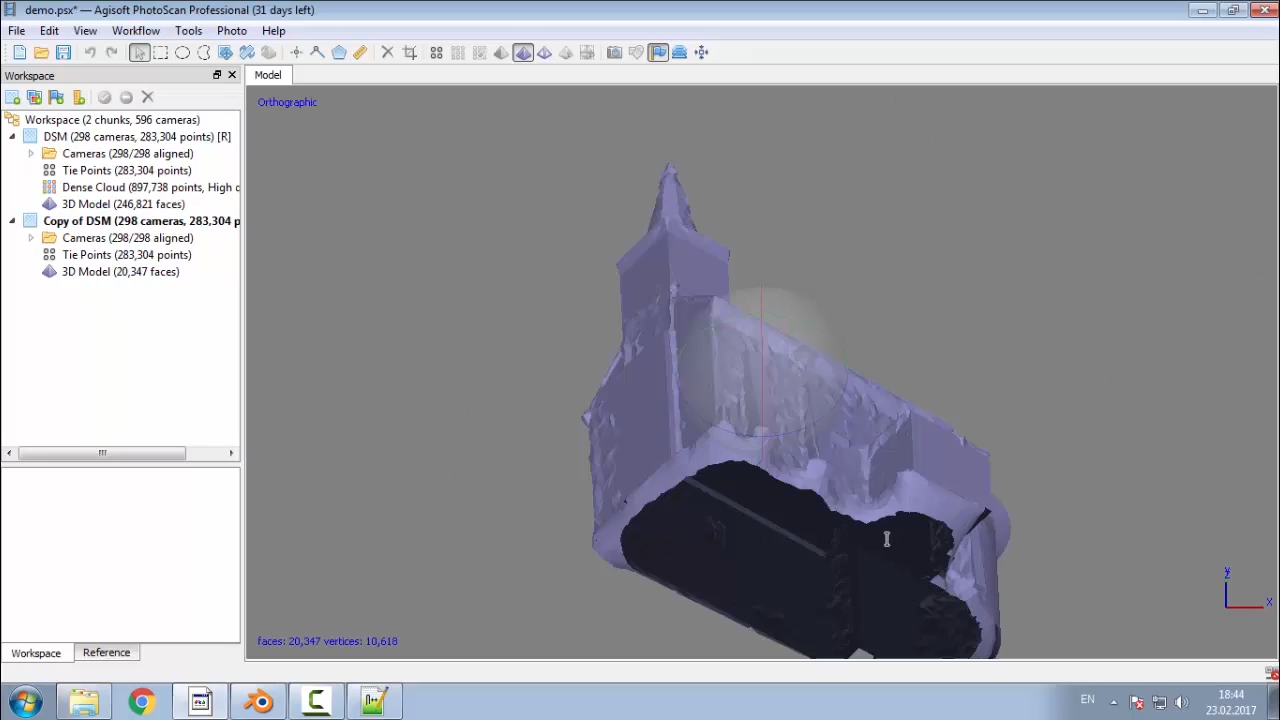 demo.psx* — Agisoft PhotoScan Professional (31 days left)
File Edit View Workflow Tools Photo Help
Workspace
Model
Orthographic
Workspace (2 chunks, 596 cameras)
DSM (298 cameras, 283,304 points) [R]
Cameras (298/298 aligned)
Tie Points (283,304 points)
Dense Cloud (897,738 points, High q
3D Model (246,821 faces)
Copy of DSM (298 cameras, 283,304 p
Cameras (298/298 aligned)
Tie Points (283,304 points)
3D Model (20,347 faces)
X
faces: 20,347 vertices: 10,618
Workspace Reference
EN
18:44
23.02.2017